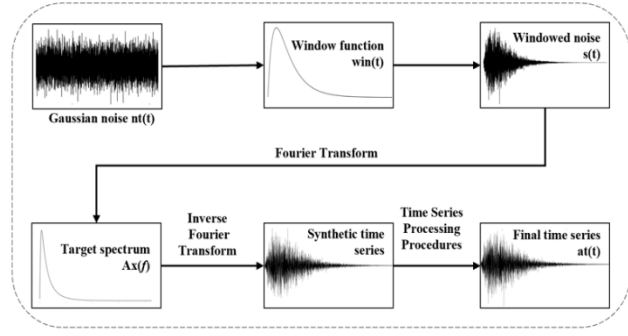 Gaussian noise nt(t)
Window function
win(t)
Windowed noise
s(t)
Fourier Transform
Target spectrum
Ax(f)
Inverse
Fourier
Transform
Synthetic time
series
Time Series
Processing
Procedures
Final time series
at(t)